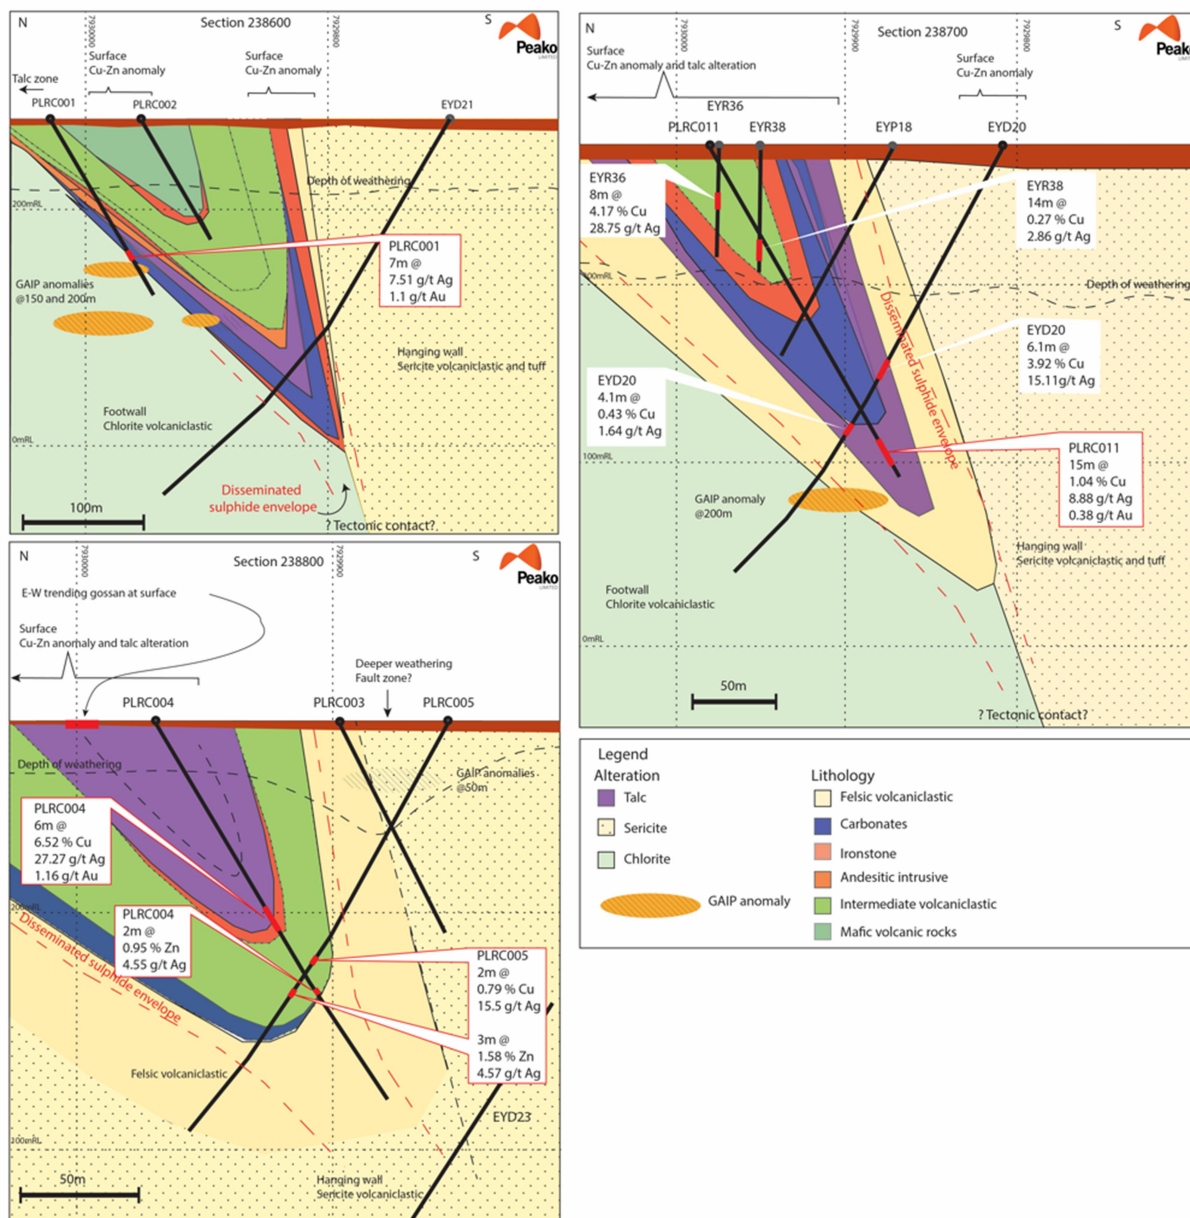 N
Section 238600
S
Peako
LIMITED
7930000
7929800
Talc zone
Surface
Cu-Zn anomaly
Surface
Cu-Zn anomaly
PLRC001
PLRC002
EYD21
Depth of weathering
200mRL
PLRC001
7m @
7.51 g/t Ag
1.1 g/t Au
GAIP anomalies
@150 and 200m
Hanging wall
Sericite volcaniclastic and tuff
Footwall
Chlorite volcaniclastic
0mRL
Disseminated
sulphide envelope
100m
? Tectonic contact?
N
Section 238700
S
Peako
LIMITED
7930000
7929900
7929800
Surface
Cu-Zn anomaly and talc alteration
Surface
Cu-Zn anomaly
EYR36
PLRC011
EYR38
EYP18
EYD20
EYR36
8m @
4.17 % Cu
28.75 g/t Ag
EYR38
14m @
0.27 % Cu
2.86 g/t Ag
Depth of weathering
EYD20
6.1m @
3.92 % Cu
15.11g/t Ag
Disseminated sulphide envelope
EYD20
4.1m @
0.43 % Cu
1.64 g/t Ag
100mRL
PLRC011
15m @
1.04 % Cu
8.88 g/t Ag
0.38 g/t Au
GAIP anomaly
@200m
Hanging wall
Sericite volcaniclastic and tuff
Footwall
Chlorite volcaniclastic
0mRL
50m
? Tectonic contact?
N
Section 238800
S
Peako
LIMITED
7930000
7929900
E-W trending gossan at surface
Surface
Cu-Zn anomaly and talc alteration
Deeper weathering
Fault zone?
PLRC004
PLRC003
PLRC005
Depth of weathering
GAIP anomalies
@50m
PLRC004
6m @
6.52 % Cu
27.27 g/t Ag
1.16 g/t Au
PLRC004
2m @
0.95 % Zn
4.55 g/t Ag
Disseminated sulphide envelope
PLRC005
2m @
0.79 % Cu
15.5 g/t Ag
3m @
1.58 % Zn
4.57 g/t Ag
Felsic volcaniclastic
EYD23
100mRL
50m
Hanging wall
Sericite volcaniclastic
Legend
Alteration
Talc
Sericite
Chlorite
GAIP anomaly
Lithology
Felsic volcaniclastic
Carbonates
Ironstone
Andesitic intrusive
Intermediate volcaniclastic
Mafic volcanic rocks